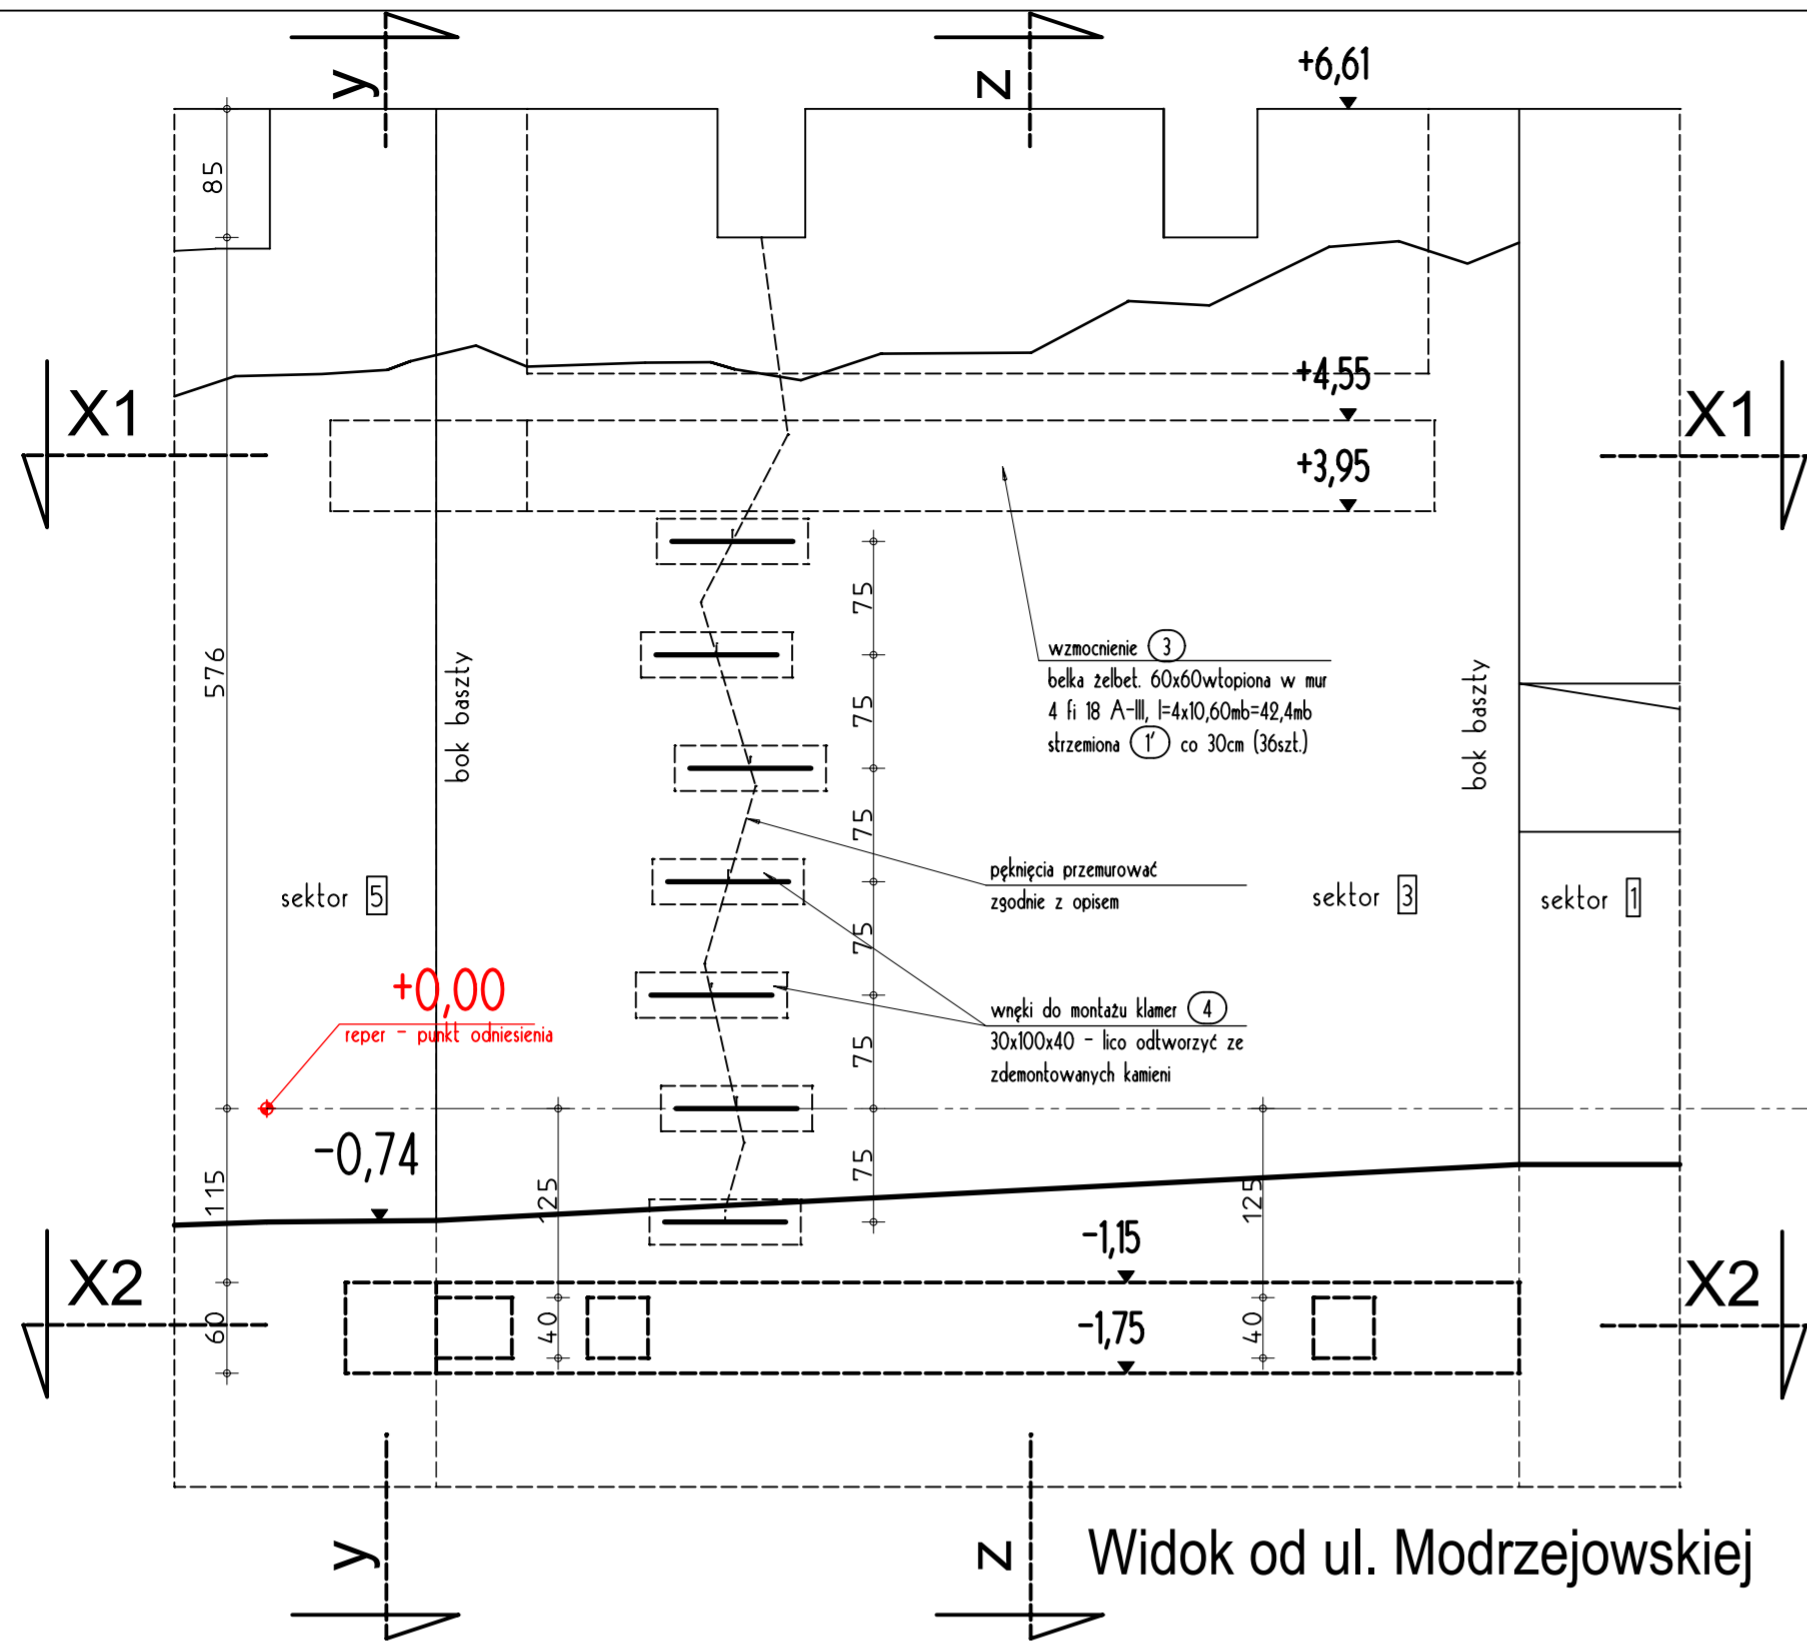 y
z
+6,61
85
+4,55
X1
X1
+3,95
75
576
wzmocnienie 3
belka żelbet. 60x60wtopiona w mur
4 fi 18 A-III, l=4x10,60mb=42,4mb
strzemiona 1' co 30cm (36szt.)
bok baszty
bok baszty
75
75
pęknięcia przemurować
zgodnie z opisem
sektor 5
sektor 3
sektor 1
75
+0,00
reper - punkt odniesienia
wnęki do montażu klamer 4
30x100x40 - lico odtworzyć ze
zdemontowanych kamieni
75
-0,74
115
125
75
125
-1,15
X2
X2
60
40
-1,75
40
y
z
Widok od ul. Modrzejowskiej